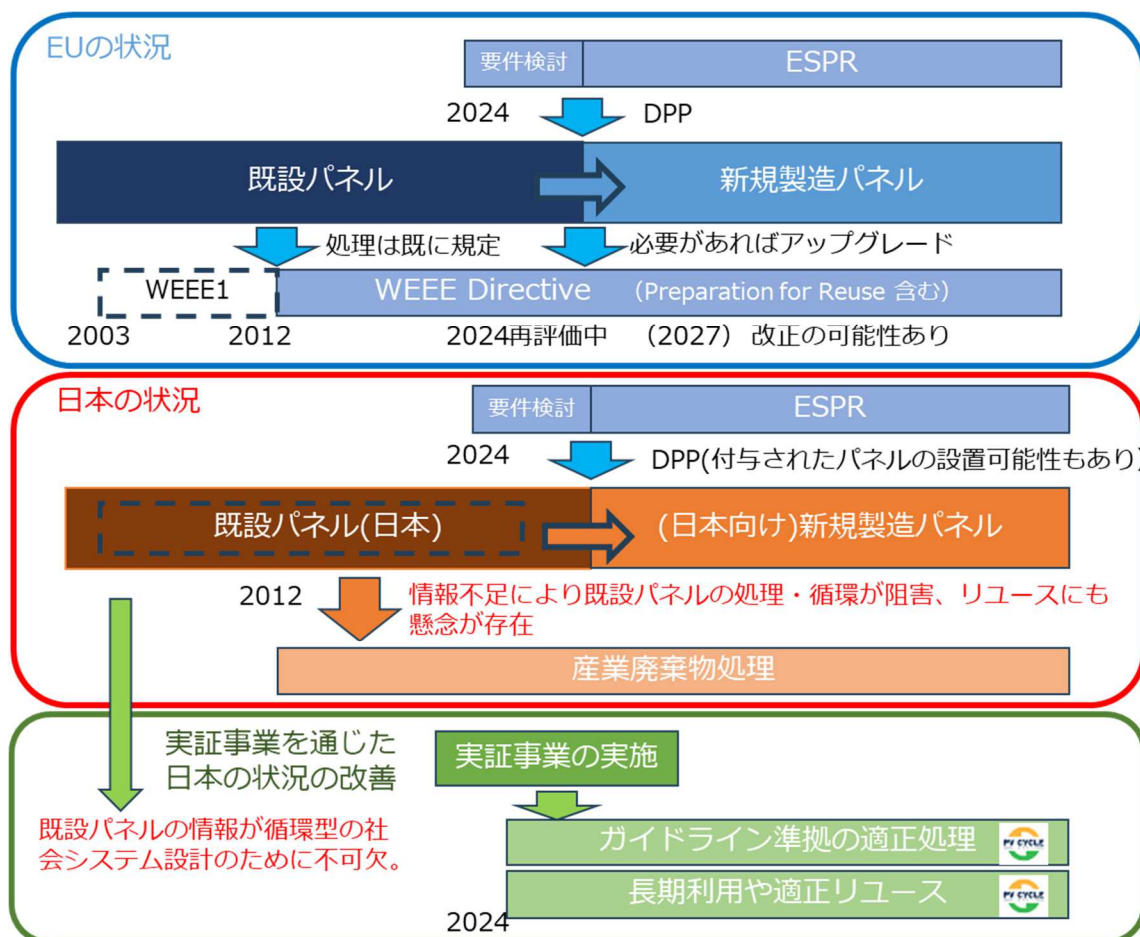 EUの状況
要件検討
ESPR
2024
DPP
既設パネル
新規製造パネル
処理は既に規定
必要があればアップグレード
WEEE1
WEEE Directive (Preparation for Reuse 含む)
2003
2012
2024再評価中
（2027）改正の可能性あり
日本の状況
要件検討
ESPR
2024
DPP(付与されたパネルの設置可能性もあり)
既設パネル(日本)
(日本向け)新規製造パネル
2012
情報不足により既設パネルの処理・循環が阻害、リユースにも
懸念が存在
産業廃棄物処理
実証事業を通じた
日本の状況の改善
実証事業の実施
既設パネルの情報が循環型の社
会システム設計のために不可欠。
ガイドライン準拠の適正処理
PV CYCLE
長期利用や適正リユース
PV CYCLE
2024